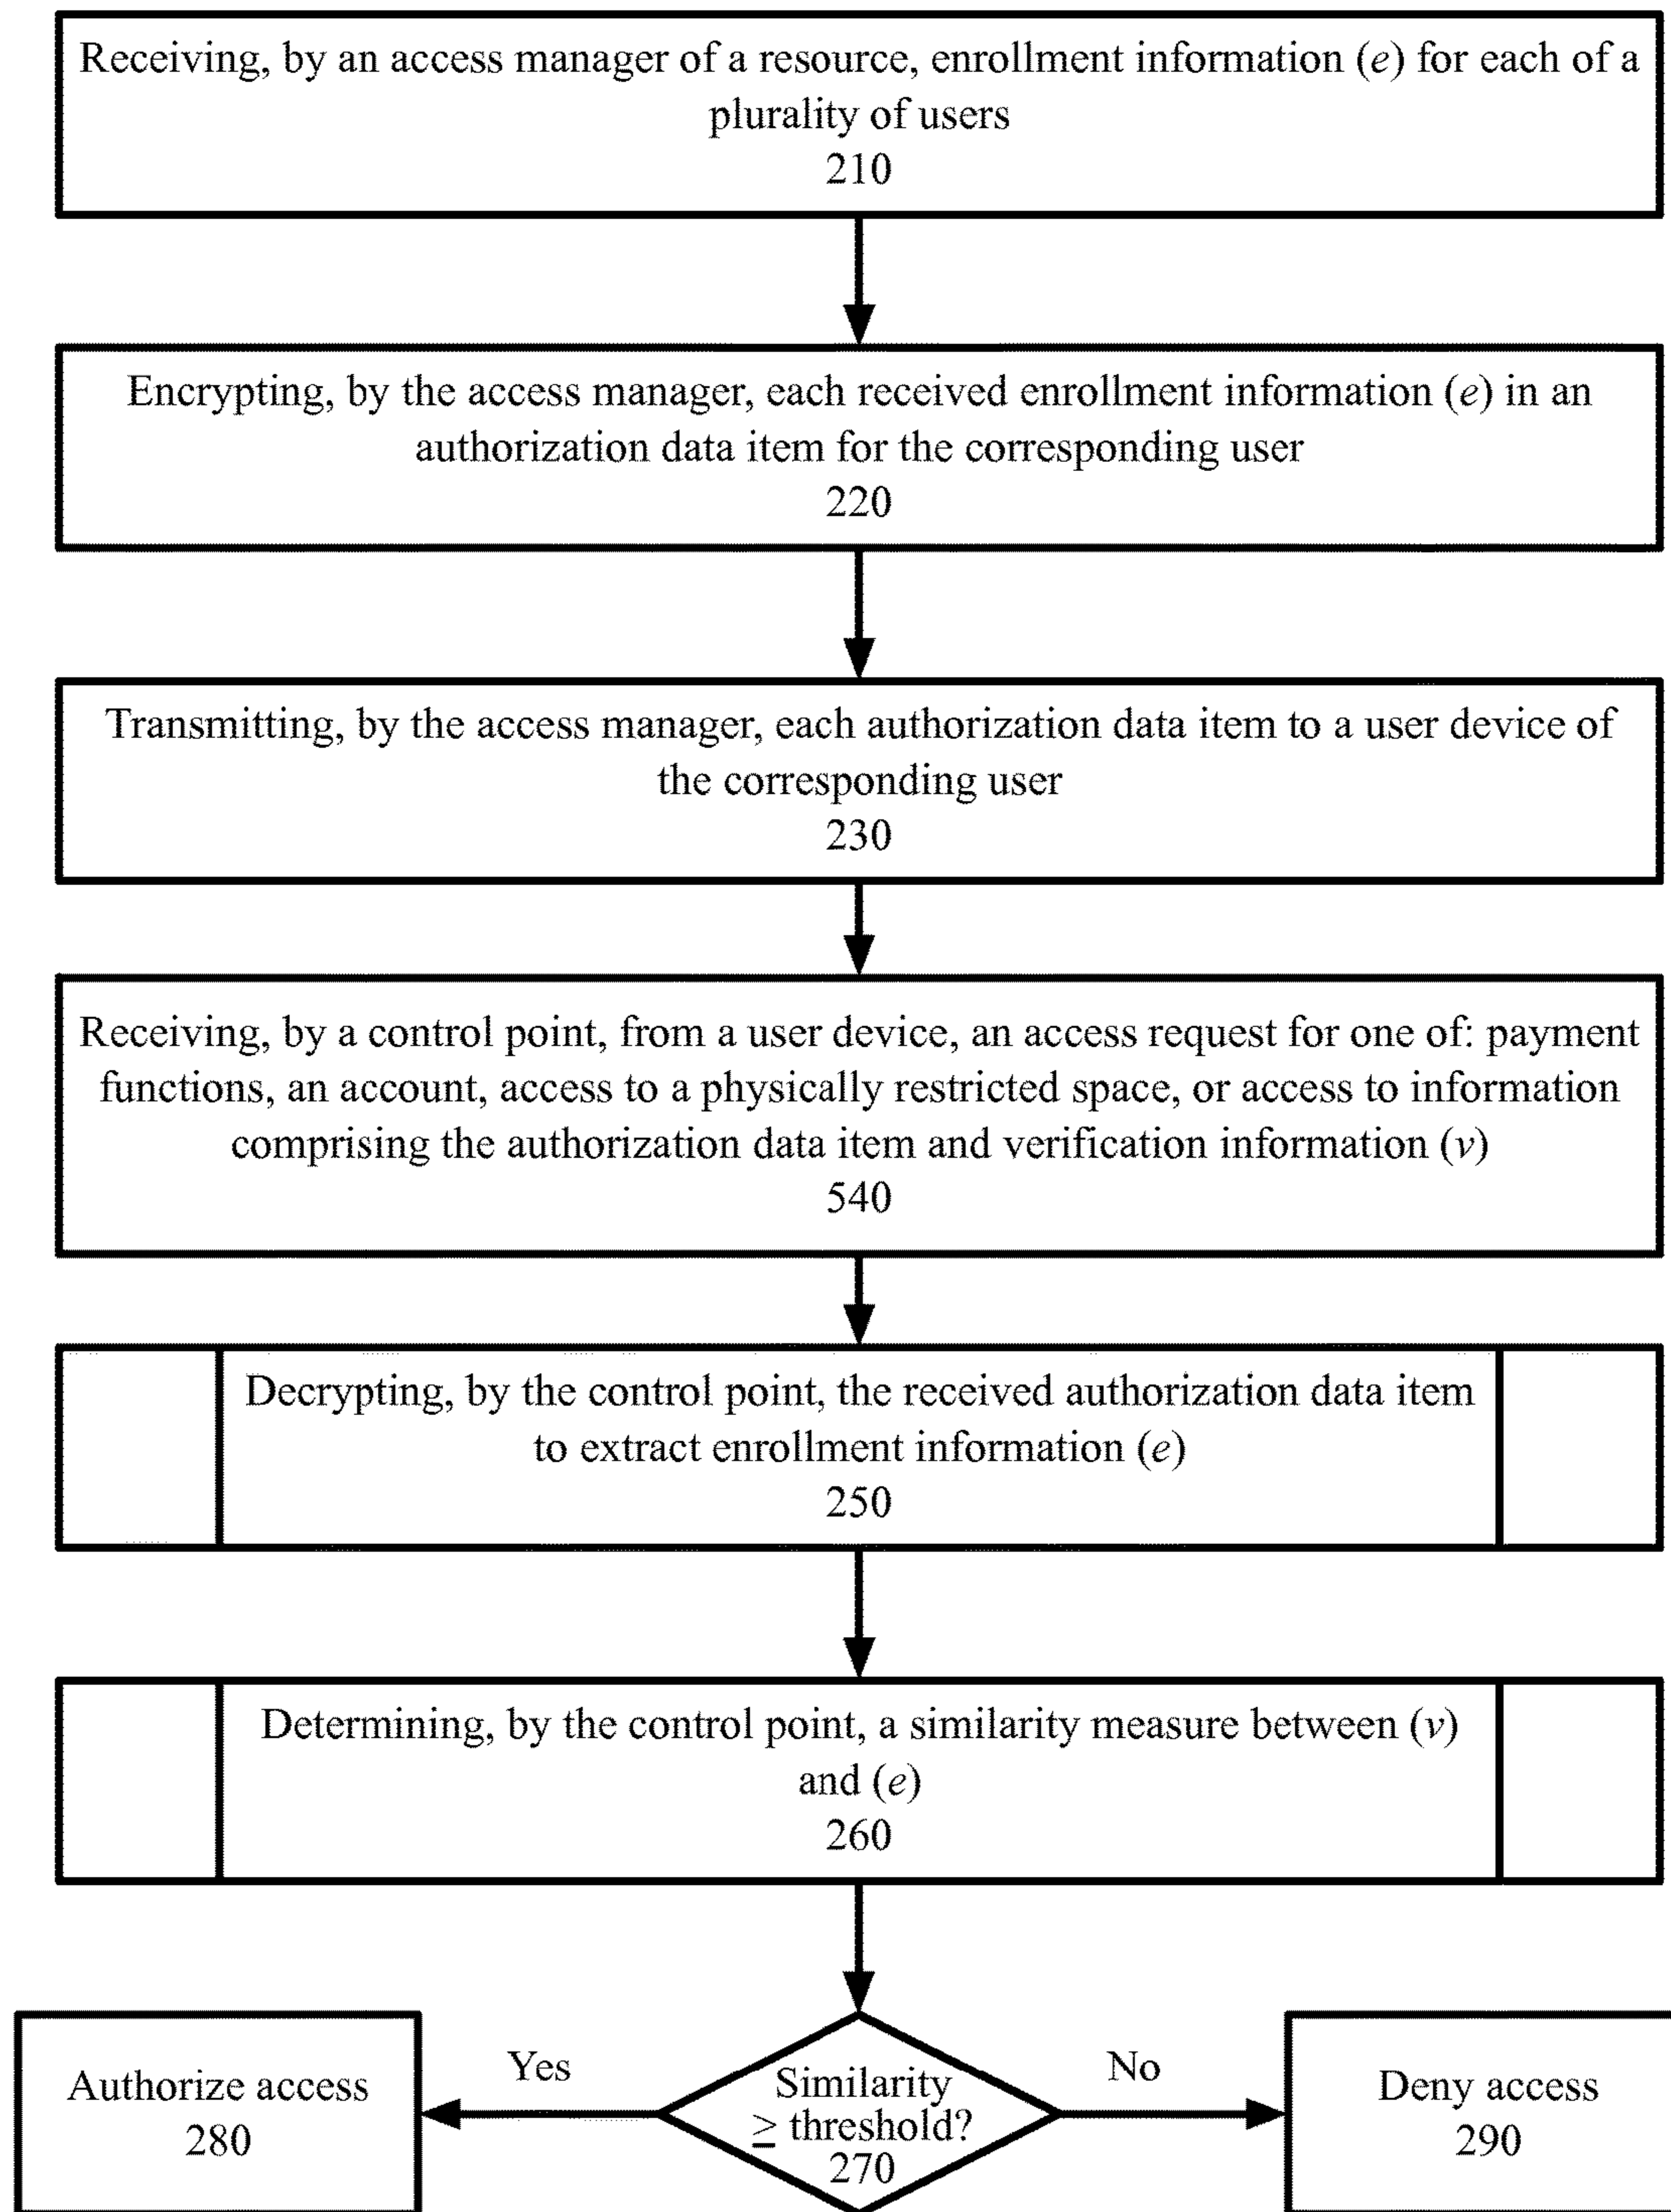 Receiving, by an access manager of a resource, enrollment information (e) for each of a
plurality of users
210
Encrypting, by the access manager, each received enrollment information (e) in an
authorization data item for the corresponding user
220
Transmitting, by the access manager, each authorization data item to a user device of
the corresponding user
230
Receiving, by a control point, from a user device, an access request for one of: payment
functions, an account, access to a physically restricted space, or access to information
comprising the authorization data item and verification information (v)
540
Decrypting, by the control point, the received authorization data item
to extract enrollment information (e)
250
Determining, by the control point, a similarity measure between (v)
and (e)
260
Yes
No
Authorize access
280
Similarity
≥ threshold?
270
Deny access
290